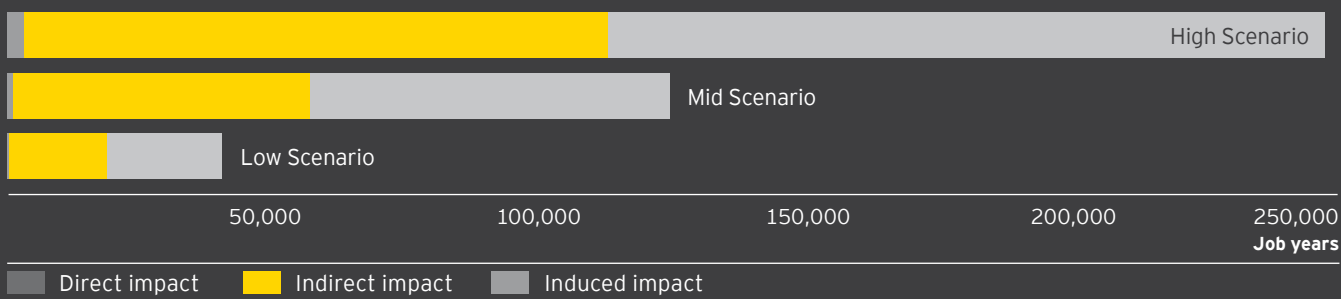 High Scenario
Mid Scenario
Low Scenario
50,000 100,000 150,000 200,000 250,000
Job years
Direct impact Indirect impact Induced impact